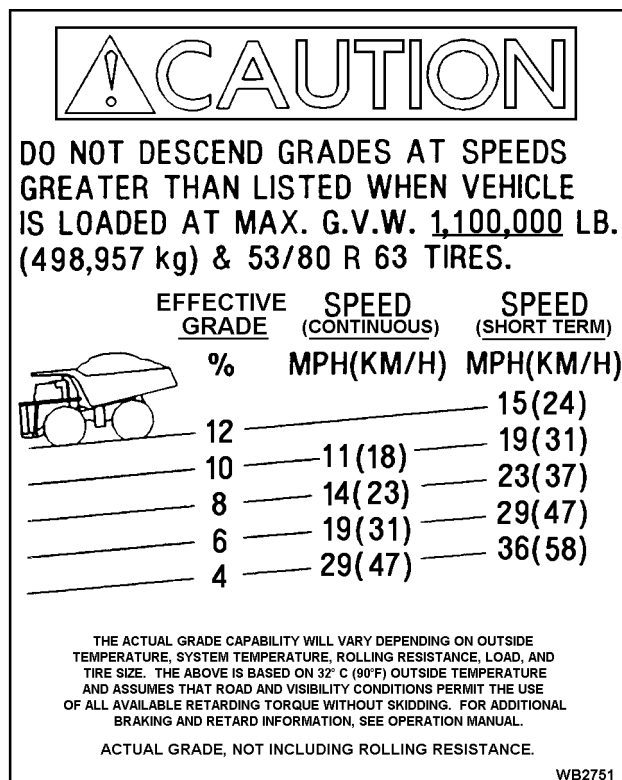 CAUTION
DO NOT DESCEND GRADES AT SPEEDS
GREATER THAN LISTED WHEN VEHICLE
IS LOADED AT MAX. G.V.W. 1,100,000 LB.
(498,957 kg) & 53/80 R 63 TIRES.
EFFECTIVE SPEED SPEED
GRADE (CONTINUOUS) (SHORT TERM)
% MPH(KM/H) MPH(KM/H)
12 15(24)
10 11(18) 19(31)
8 14(23) 23(37)
6 19(31) 29(47)
4 29(47) 36(58)
THE ACTUAL GRADE CAPABILITY WILL VARY DEPENDING ON OUTSIDE
TEMPERATURE, SYSTEM TEMPERATURE, ROLLING RESISTANCE, LOAD, AND
TIRE SIZE. THE ABOVE IS BASED ON 32° C (90°F) OUTSIDE TEMPERATURE
AND ASSUMES THAT ROAD AND VISIBILITY CONDITIONS PERMIT THE USE
OF ALL AVAILABLE RETARDING TORQUE WITHOUT SKIDDING. FOR ADDITIONAL
BRAKING AND RETARD INFORMATION, SEE OPERATION MANUAL.
ACTUAL GRADE, NOT INCLUDING ROLLING RESISTANCE.
WB2751